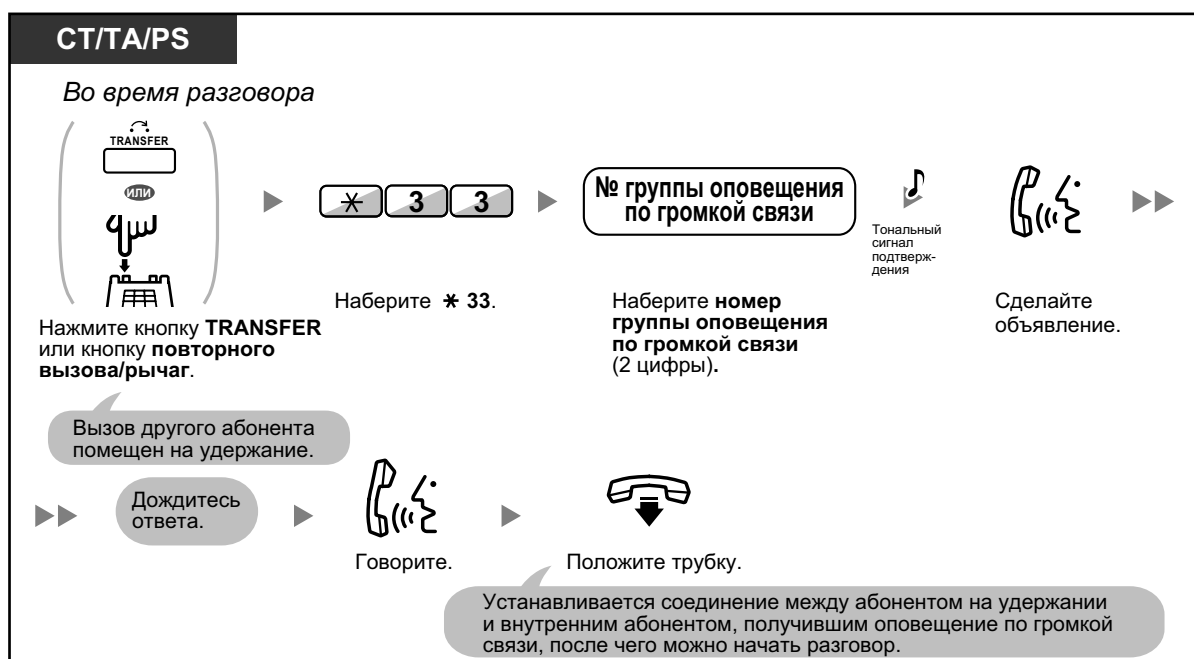 CT/TA/PS
Во время разговора
TRANSFER
или
✳ 3 3
№ группы оповещения
по громкой связи
Тональный
сигнал
подтверж-
дения
Нажмите кнопку TRANSFER
или кнопку повторного
вызова/рычаг.
Наберите ✳ 33.
Наберите номер
группы оповещения
по громкой связи
(2 цифры).
Сделайте
объявление.
Вызов другого абонента
помещен на удержание.
Дождитесь
ответа.
Говорите.
Положите трубку.
Устанавливается соединение между абонентом на удержании
и внутренним абонентом, получившим оповещение по громкой
связи, после чего можно начать разговор.